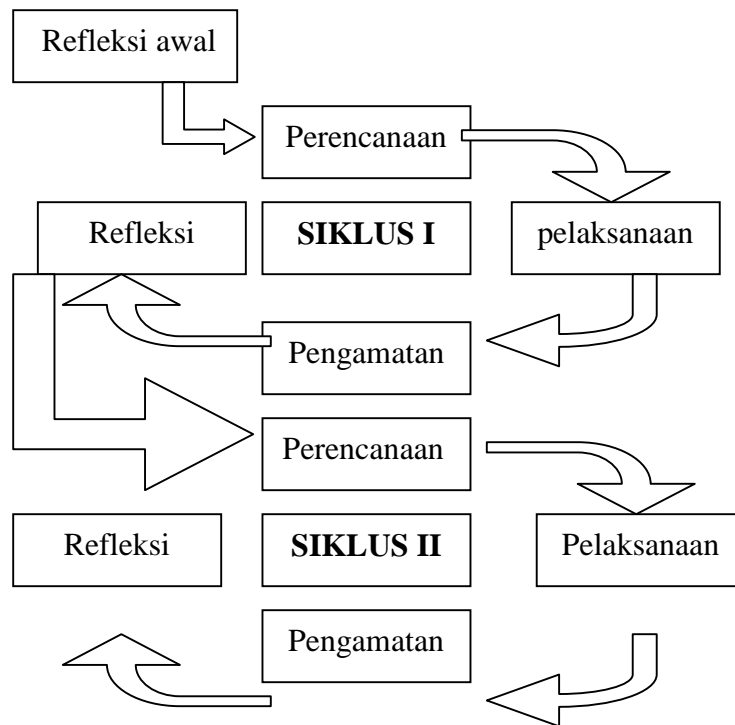 Refleksi awal
Perencanaan
Refleksi
SIKLUS I
pelaksanaan
Pengamatan
Perencanaan
Refleksi
SIKLUS II
Pelaksanaan
Pengamatan